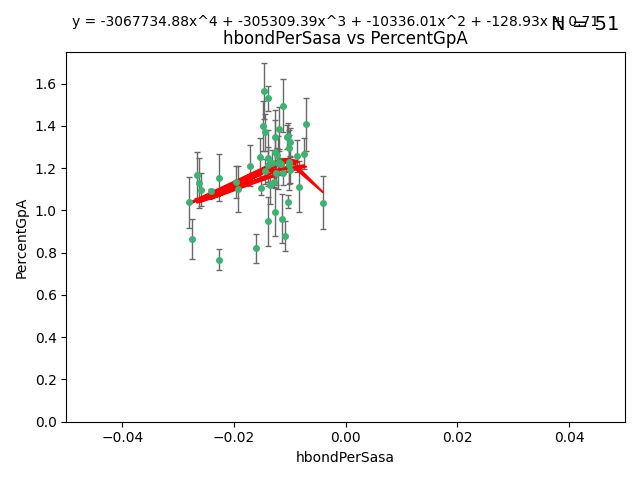 y = -3067734.88x^4 + -305309.39x^3 + -10336.01x^2 + -128.93x + 0.71
N = 51
hbondPerSasa vs PercentGpA
PercentGpA
1.6
1.4
1.2
1.0
0.8
0.6
0.4
0.2
0.0
−0.04 −0.02 0.00 0.02 0.04
hbondPerSasa